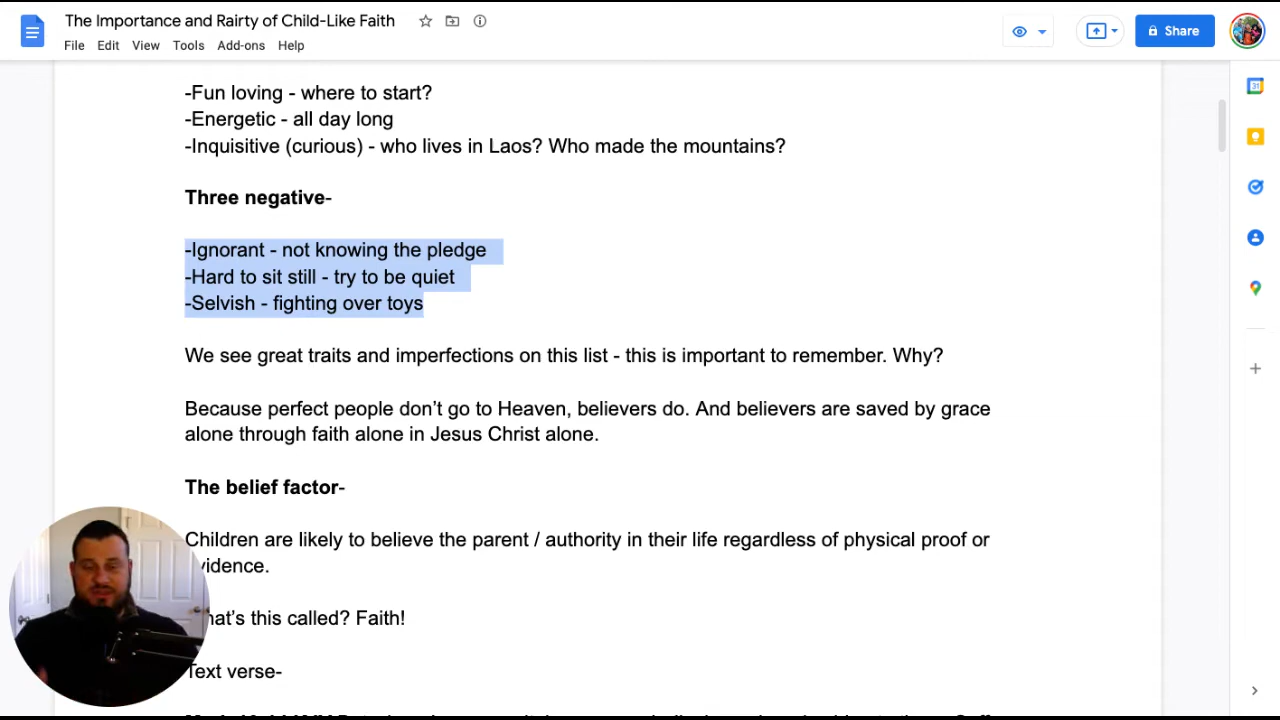 The Importance and Rairty of Child-Like Faith
File Edit View Tools Add-ons Help
Share
31
-Fun loving - where to start?
-Energetic - all day long
-Inquisitive (curious) - who lives in Laos? Who made the mountains?
Three negative-
-Ignorant - not knowing the pledge
-Hard to sit still - try to be quiet
-Selvish - fighting over toys
We see great traits and imperfections on this list - this is important to remember. Why?
Because perfect people don't go to Heaven, believers do. And believers are saved by grace
alone through faith alone in Jesus Christ alone.
The belief factor-
Children are likely to believe the parent / authority in their life regardless of physical proof or
vidence.
hat's this called? Faith!
Text verse-